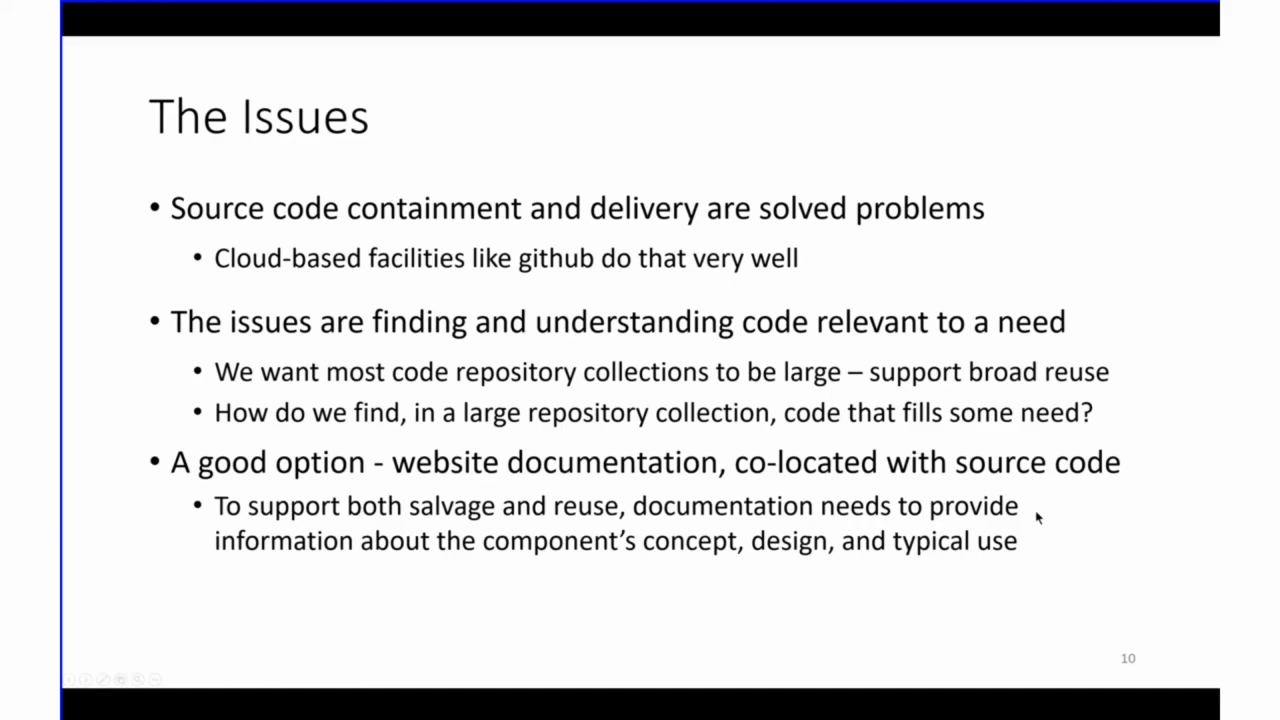 The Issues
• Source code containment and delivery are solved problems
• Cloud-based facilities like github do that very well
• The issues are finding and understanding code relevant to a need
• We want most code repository collections to be large – support broad reuse
• How do we find, in a large repository collection, code that fills some need?
• A good option - website documentation, co-located with source code
• To support both salvage and reuse, documentation needs to provide
information about the component’s concept, design, and typical use
10